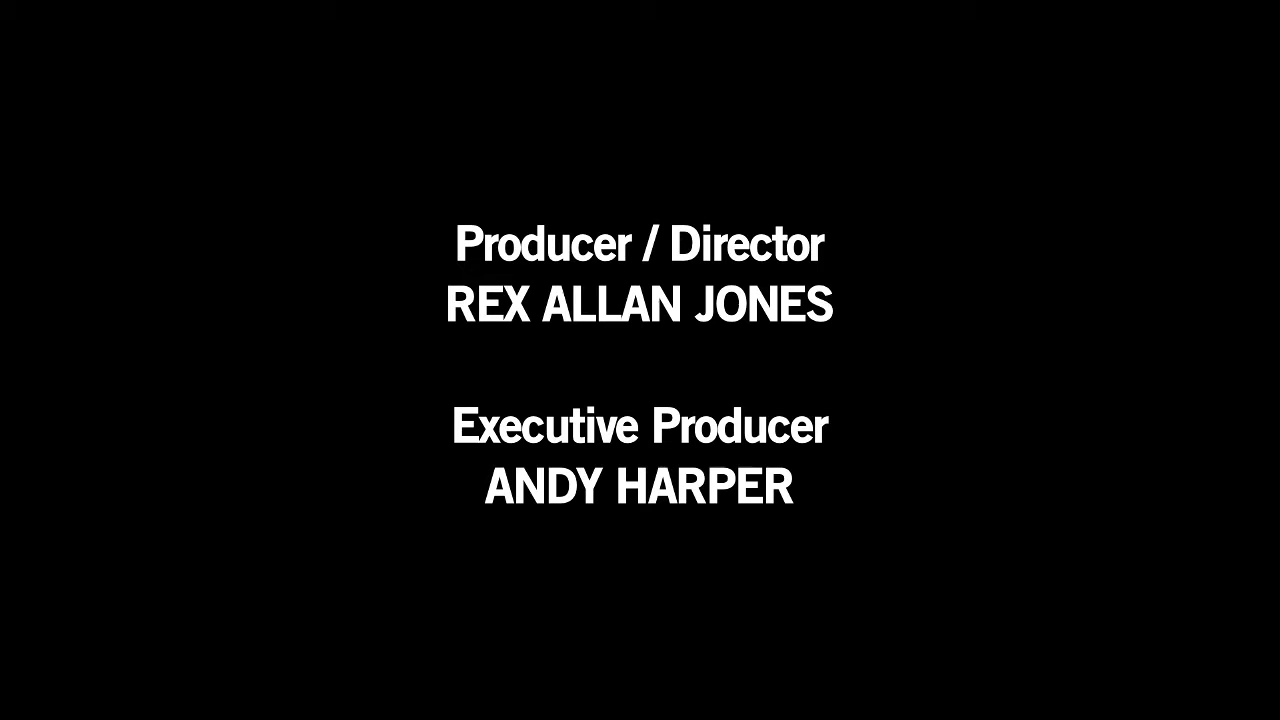 Producer / Director
REX ALLAN JONES
Executive Producer
ANDY HARPER